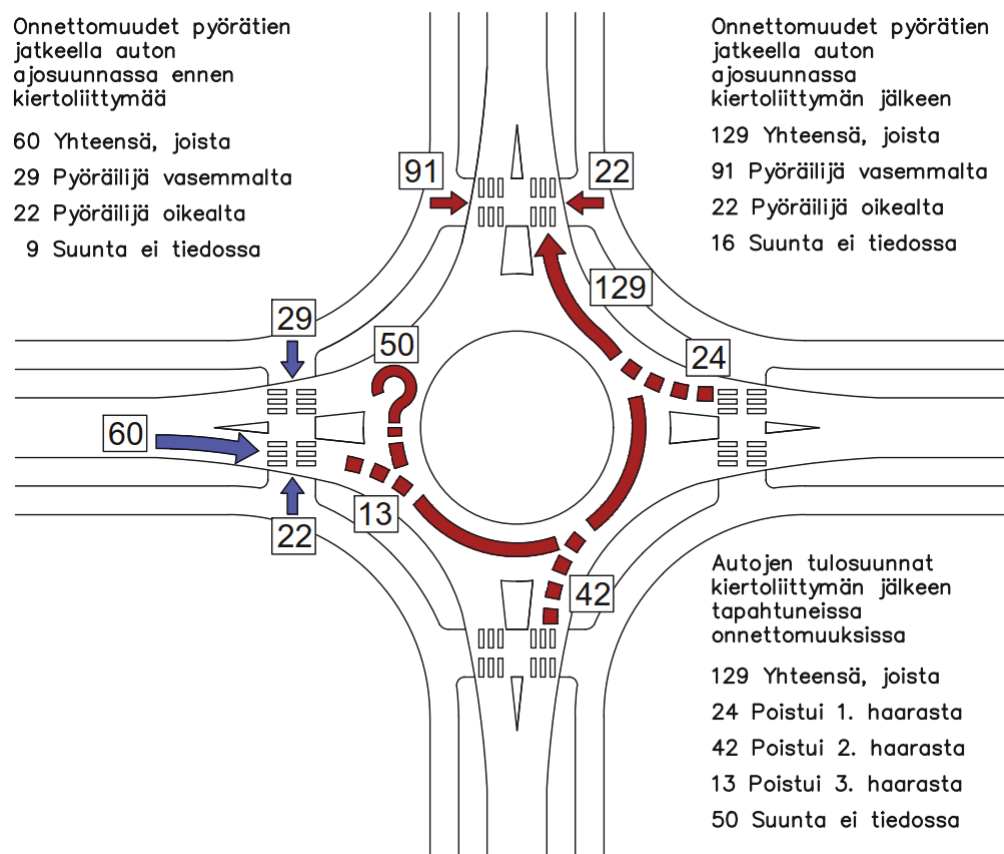 Onnettomuudet pyörätien
jatkeella auton
ajosuunnassa ennen
kiertoliittymää
60 Yhteensä, joista
29 Pyöräilijä vasemmalta
22 Pyöräilijä oikealta
9 Suunta ei tiedossa
Onnettomuudet pyörätien
jatkeella auton
ajosuunnassa
kiertoliittymän jälkeen
129 Yhteensä, joista
91 Pyöräilijä vasemmalta
22 Pyöräilijä oikealta
16 Suunta ei tiedossa
91
22
129
29
50
24
60
13
22
42
Autojen tulosuunnat
kiertoliittymän jälkeen
tapahtuneissa
onnettomuuksissa
129 Yhteensä, joista
24 Poistui 1. haarasta
42 Poistui 2. haarasta
13 Poistui 3. haarasta
50 Suunta ei tiedossa